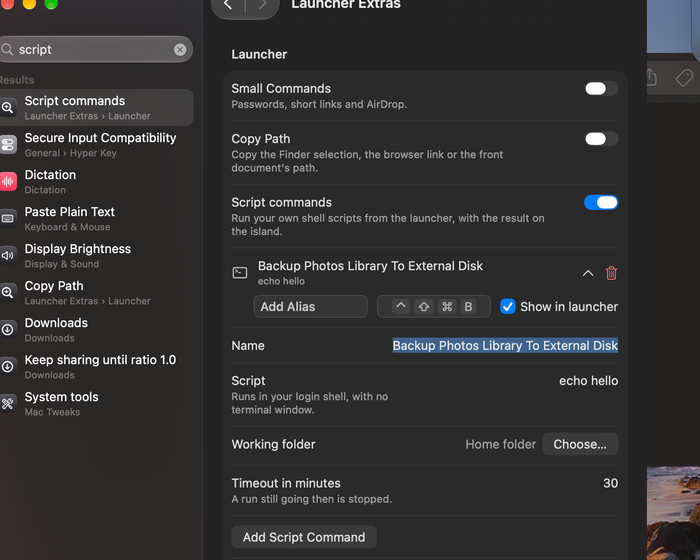 Launcher Extras
script
Results
Script commands
Launcher Extras › Launcher
Secure Input Compatibility
General › Hyper Key
Dictation
Dictation
Paste Plain Text
Keyboard & Mouse
Display Brightness
Display & Sound
Copy Path
Launcher Extras › Launcher
Downloads
Downloads
Keep sharing until ratio 1.0
Downloads
System tools
Mac Tweaks
Launcher
Small Commands
Passwords, short links and AirDrop.
Copy Path
Copy the Finder selection, the browser link or the front
document's path.
Script commands
Run your own shell scripts from the launcher, with the result on
the island.
Backup Photos Library To External Disk
echo hello
Add Alias
⌃ ⇧ ⌘ B
Show in launcher
Name
Backup Photos Library To External Disk
Script
echo hello
Runs in your login shell, with no
terminal window.
Working folder
Home folder
Choose...
Timeout in minutes
30
A run still going then is stopped.
Add Script Command